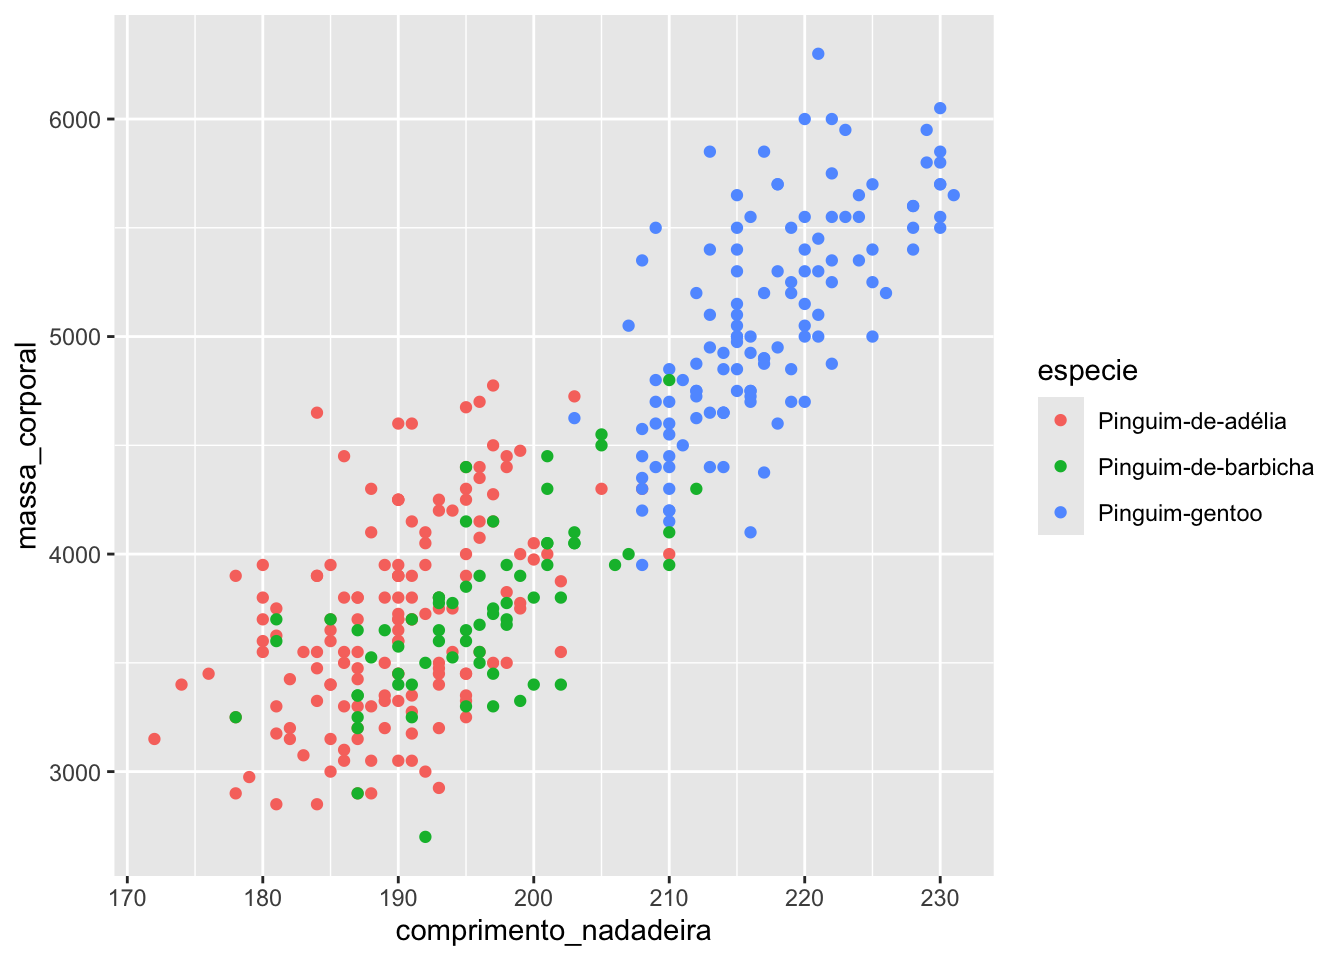 6000
5000
4000
3000
massa_corporal
170 180 190 200 210 220 230
comprimento_nadadeira
especie
Pinguim-de-adélia
Pinguim-de-barbicha
Pinguim-gentoo